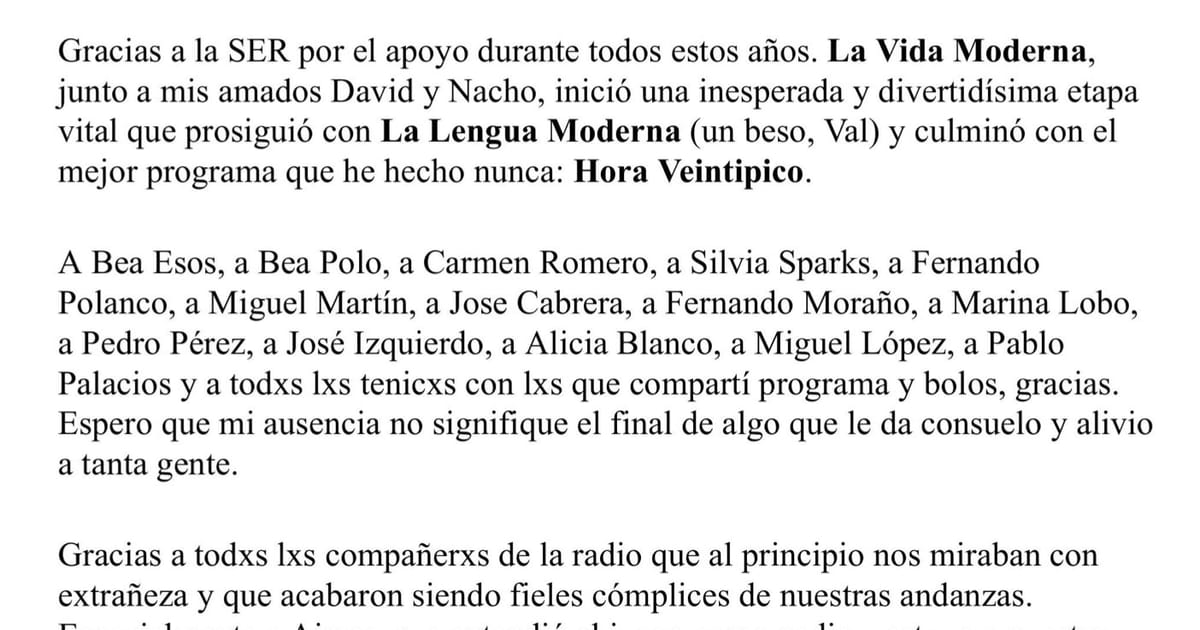 Gracias a la SER por el apoyo durante todos estos años. La Vida Moderna,
junto a mis amados David y Nacho, inició una inesperada y divertidísima etapa
vital que prosiguió con La Lengua Moderna (un beso, Val) y culminó con el
mejor programa que he hecho nunca: Hora Veintipico.
A Bea Esos, a Bea Polo, a Carmen Romero, a Silvia Sparks, a Fernando
Polanco, a Miguel Martín, a Jose Cabrera, a Fernando Moraño, a Marina Lobo,
a Pedro Pérez, a José Izquierdo, a Alicia Blanco, a Miguel López, a Pablo
Palacios y a todxs lxs tenicxs con lxs que compartí programa y bolos, gracias.
Espero que mi ausencia no signifique el final de algo que le da consuelo y alivio
a tanta gente.
Gracias a todxs lxs compañerxs de la radio que al principio nos miraban con
extrañeza y que acabaron siendo fieles cómplices de nuestras andanzas.